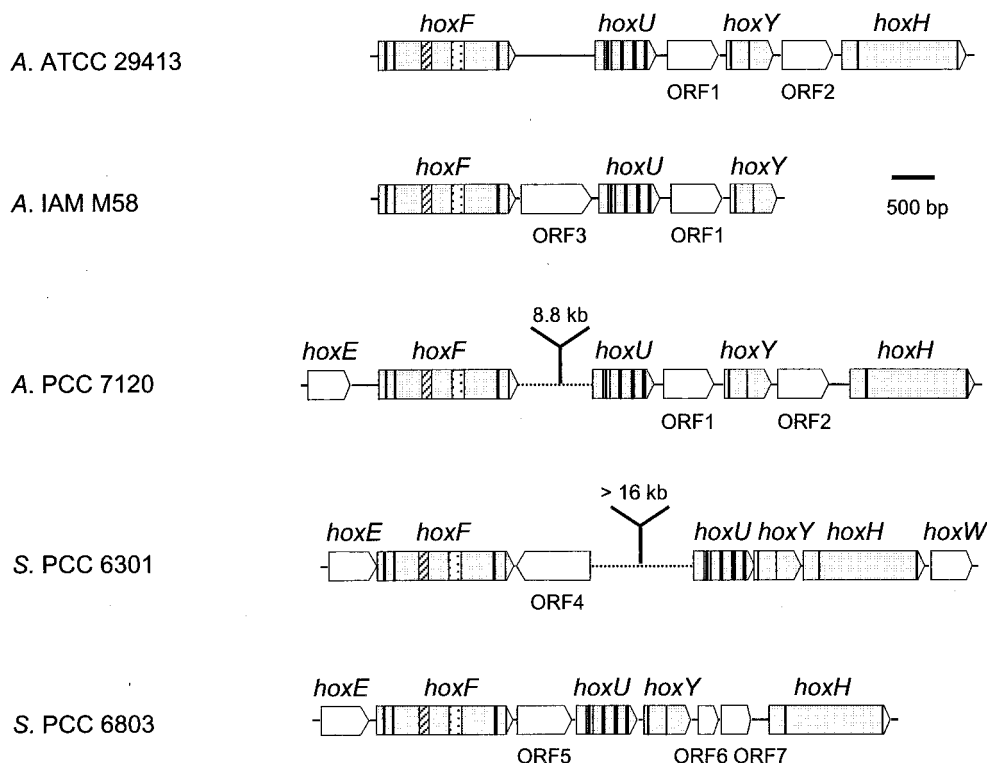 hoxF hoxU hoxY hoxH
A. ATCC 29413
ORF1 ORF2
hoxF hoxU hoxY
A. IAM M58
ORF3 ORF1
500 bp
8.8 kb
hoxE hoxF hoxU hoxY hoxH
A. PCC 7120
ORF1 ORF2
> 16 kb
hoxE hoxF hoxU hoxY hoxH hoxW
S. PCC 6301
ORF4
hoxE hoxF hoxU hoxY hoxH
S. PCC 6803
ORF5 ORF6 ORF7